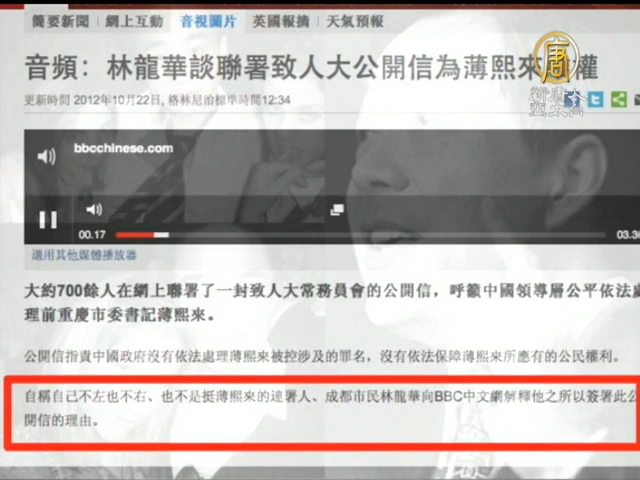 簡要新聞 | 網上互動 | 音視圖片 | 英國報摘 | 天氣預報
音頻：林龍華談聯署致人大公開信為薄熙來 權
更新時間 2012年10月22日, 格林尼治標準時間12:34
唐
新唐人
亞太台
bbcchinese.com
00.17
03.36
適用其他媒體播放器
大約700餘人在網上聯署了一封致人大常務員會的公開信，呼籲中國領導層公平依法處
理前重慶市委書記薄熙來。
公開信指責中國政府沒有依法處理薄熙來被控涉及的罪名，沒有依法保障薄熙來所應有的公民權利。
自稱自己不左也不右、也不是挺薄熙來的連署人、成都市民林龍華向BBC中文網解釋他之所以簽署此公
開信的理由。